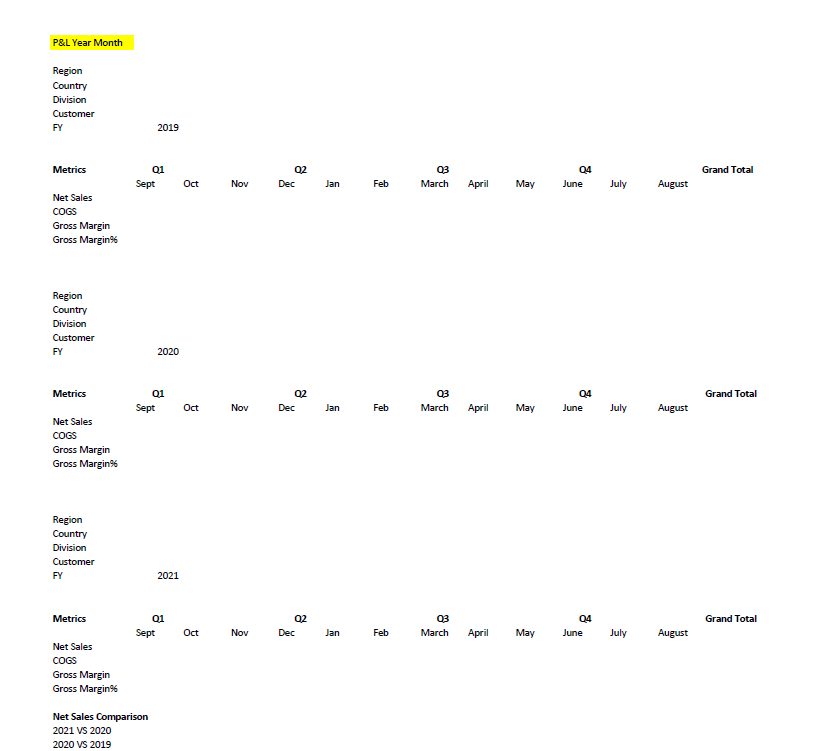 P&L Year Month
Region
Country
Division
Customer
FY 2019
Metrics Q1 Q2 Q3 Q4 Grand Total
Sept Oct Nov Dec Jan Feb March April May June July August
Net Sales
COGS
Gross Margin
Gross Margin%
Region
Country
Division
Customer
FY 2020
Metrics Q1 Q2 Q3 Q4 Grand Total
Sept Oct Nov Dec Jan Feb March April May June July August
Net Sales
COGS
Gross Margin
Gross Margin%
Region
Country
Division
Customer
FY 2021
Metrics Q1 Q2 Q3 Q4 Grand Total
Sept Oct Nov Dec Jan Feb March April May June July August
Net Sales
COGS
Gross Margin
Gross Margin%
Net Sales Comparison
2021 VS 2020
2020 VS 2019